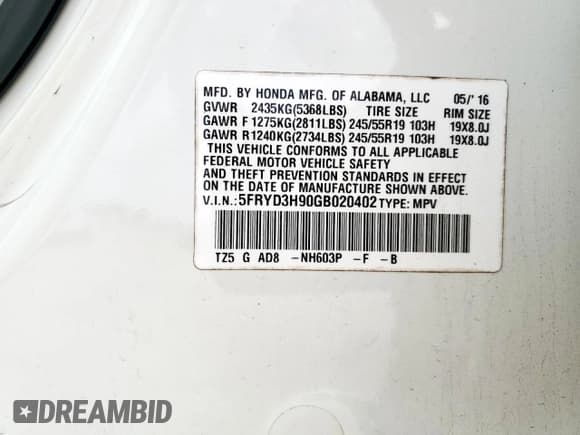 MFD. BY HONDA MFG. OF ALABAMA, LLC 05/' 16
GVWR 2435KG(5368LBS) TIRE SIZE RIM SIZE
GAWR F 1275KG(2811LBS) 245/55R19 103H 19X8.0J
GAWR R1240KG(2734LBS) 245/55R19 103H 19X8.0J
THIS VEHICLE CONFORMS TO ALL APPLICABLE
FEDERAL MOTOR VEHICLE SAFETY
AND THEFT PREVENTION STANDARDS IN EFFECT
ON THE DATE OF MANUFACTURE SHOWN ABOVE.
V.I.N.: 5FRYD3H90GB020402 TYPE: MPV
TZ5 G AD8 -NH603P -F -B
DREAMBID